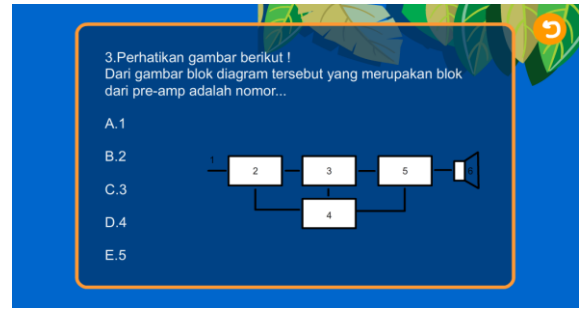 3.Perhatikan gambar berikut !
Dari gambar blok diagram tersebut yang merupakan blok
dari pre-amp adalah nomor...
A.1
B.2
C.3
D.4
E.5
1
2
3
5
6
4